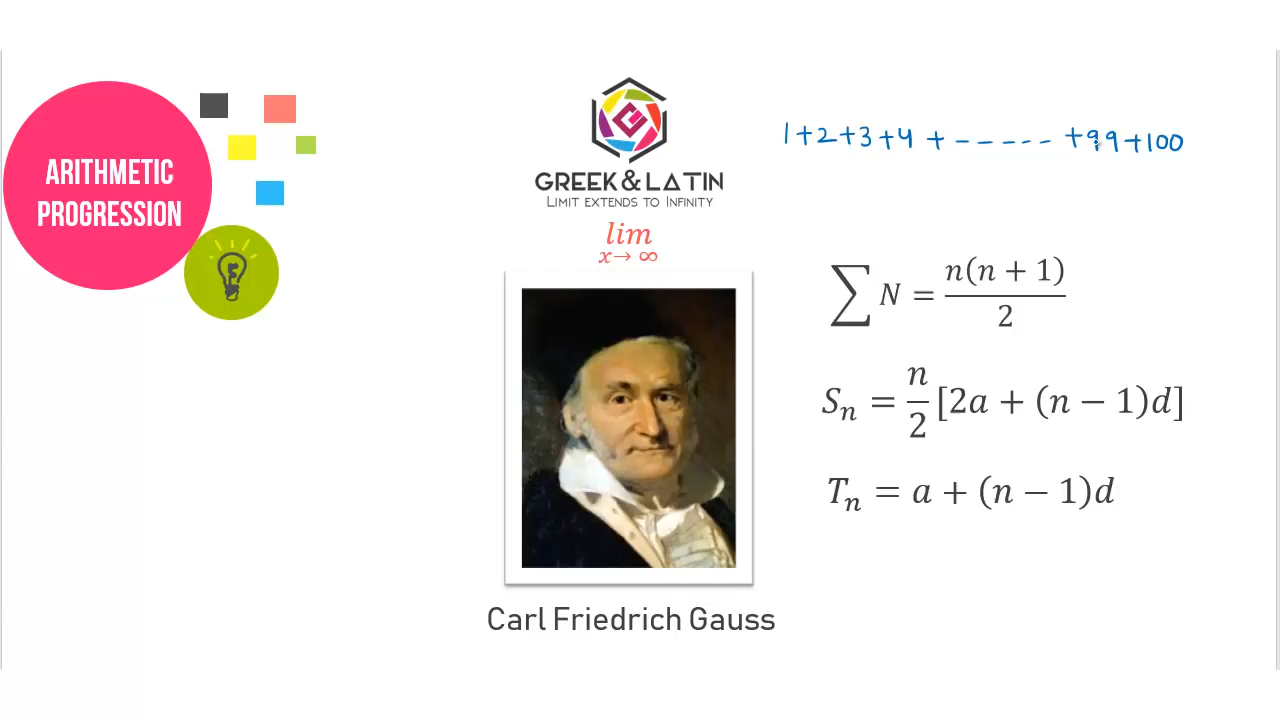 ARITHMETIC
PROGRESSION
GREEK&LATIN
LIMIT EXTENDS TO INFINITY
lim
x→ ∞
1+2+3+4 + ----- +99+100
∑ N = n(n + 1)/2
Sₙ = n/2 [2a + (n − 1)d]
Tₙ = a + (n − 1)d
Carl Friedrich Gauss